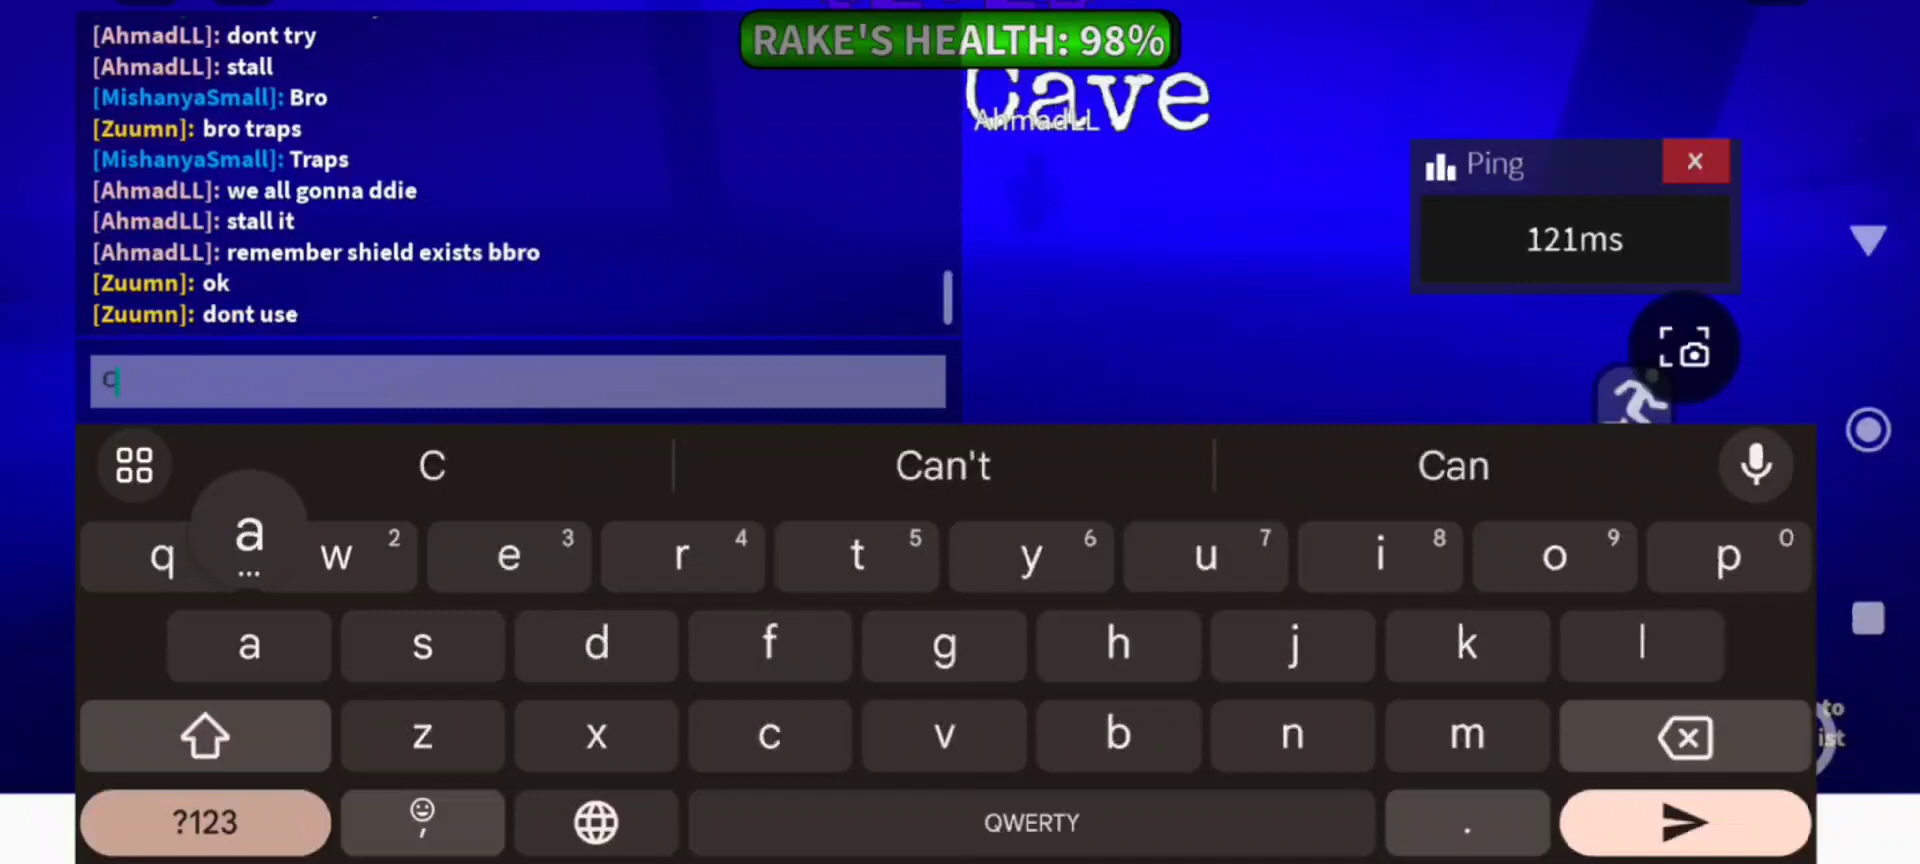 [AhmadLL]: dont try
[AhmadLL]: stall
[MishanyaSmall]: Bro
[Zuumn]: bro traps
[MishanyaSmall]: Traps
[AhmadLL]: we all gonna ddie
[AhmadLL]: stall it
[AhmadLL]: remember shield exists bbro
[Zuumn]: ok
[Zuumn]: dont use
RAKE'S HEALTH: 98%
Cave
AhmadLL
Ping X
121ms
c
C Can't Can
a
...
q w 2 e 3 r 4 t 5 y 6 u 7 i 8 o 9 p 0
a s d f g h j k l
z x c v b n m
to
ist
?123 , QWERTY .